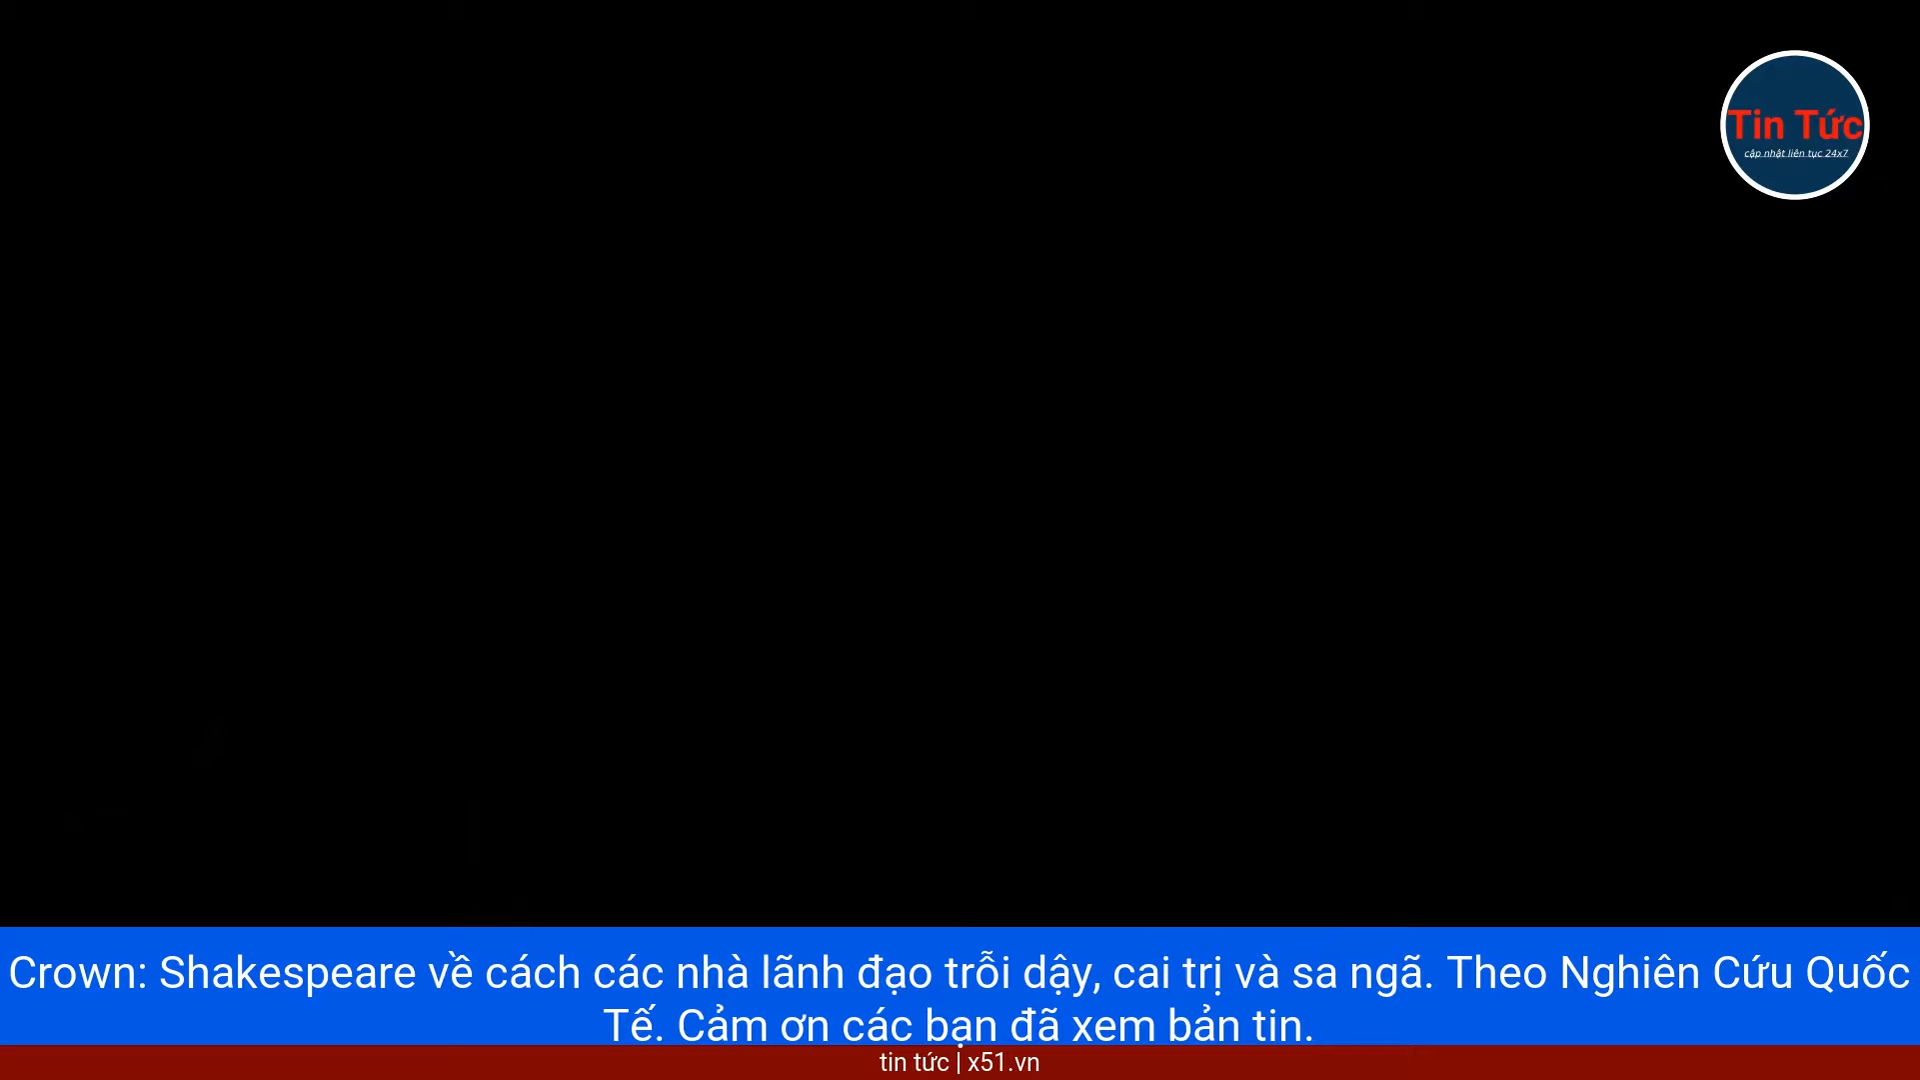 Tin Tức
cập nhật liên tục 24x7
Crown: Shakespeare về cách các nhà lãnh đạo trỗi dậy, cai trị và sa ngã. Theo Nghiên Cứu Quốc
Tế. Cảm ơn các bạn đã xem bản tin.
tin tức | x51.vn